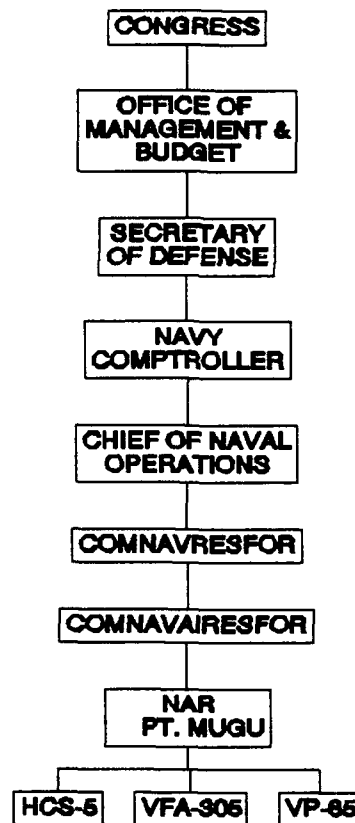 CONGRESS
OFFICE OF
MANAGEMENT &
BUDGET
SECRETARY
OF DEFENSE
NAVY
COMPTROLLER
CHIEF OF NAVAL
OPERATIONS
COMNAVRESFOR
COMNAVAIRESFOR
NAR
PT. MUGU
HCS-5 VFA-305 VP-65